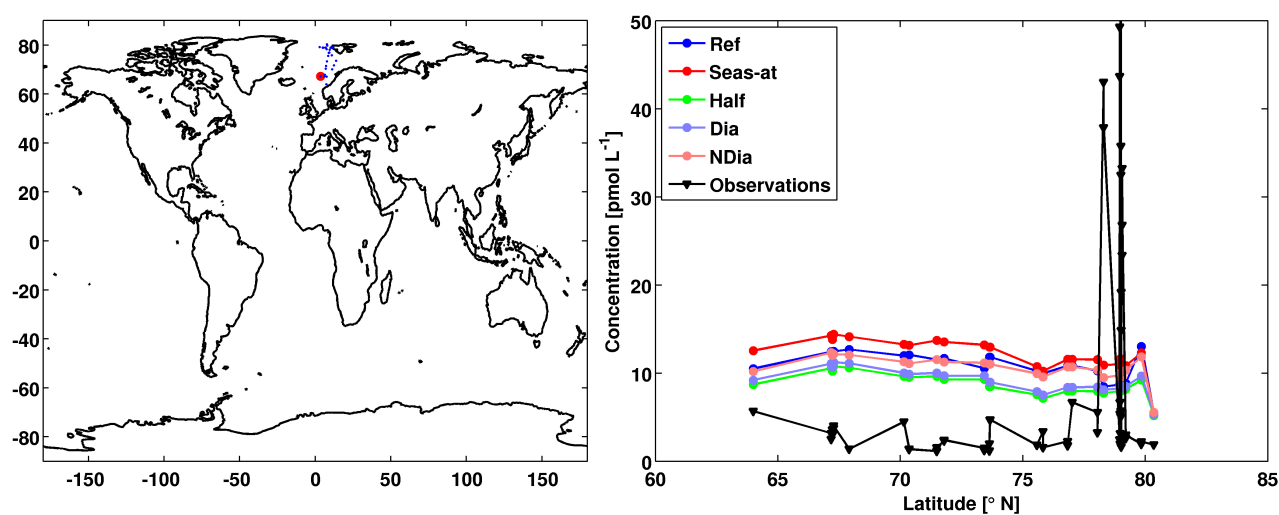 80
60
40
20
0
-20
-40
-60
-80
-150 -100 -50 0 50 100 150
50
40
30
20
10
0
60 65 70 75 80 85
Concentration [pmol L-1]
Latitude [° N]
Ref
Seas-at
Half
Dia
NDia
Observations